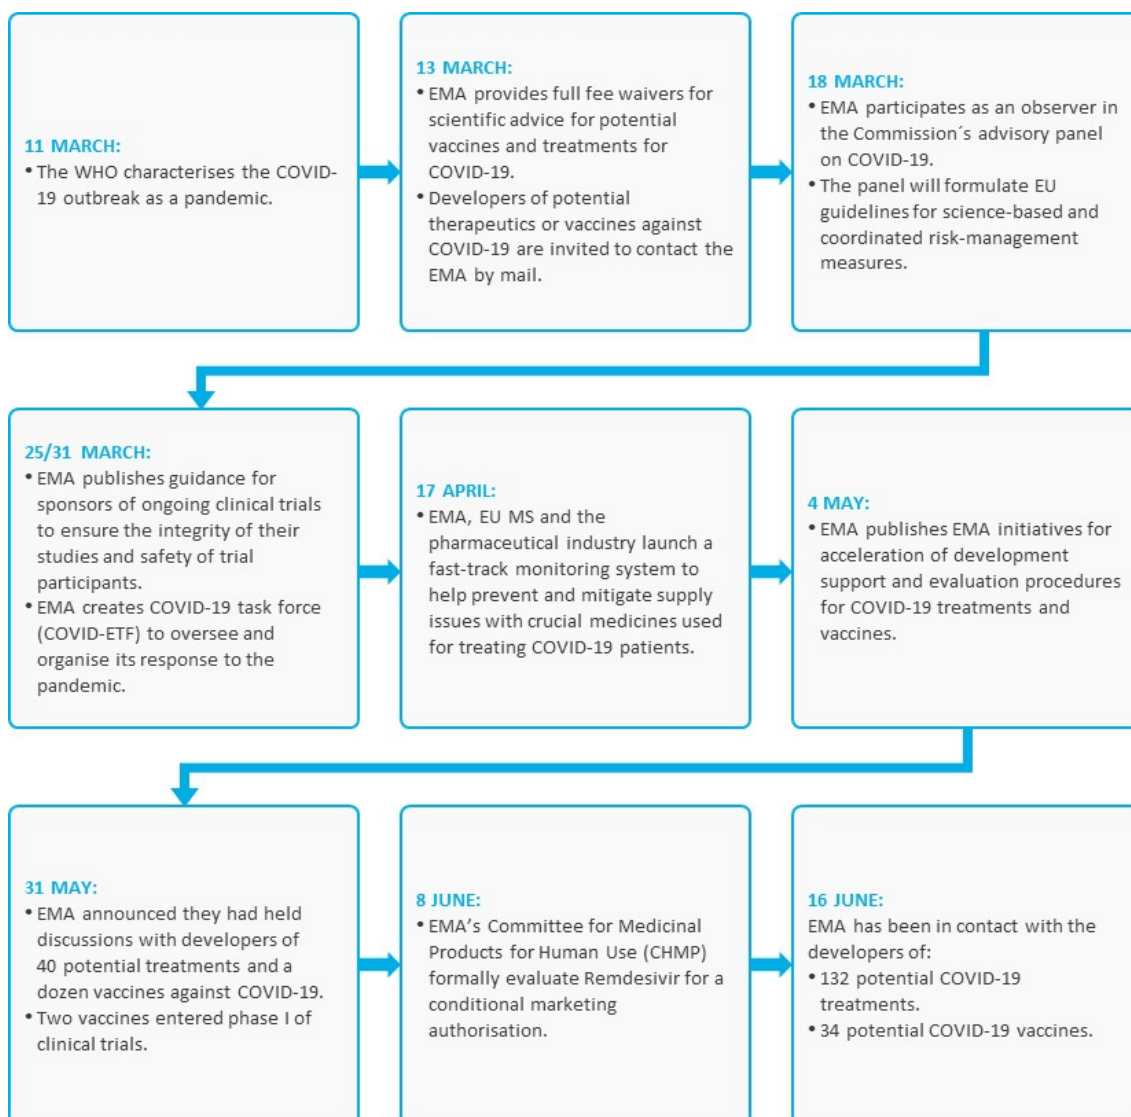 11 MARCH:
• The WHO characterises the COVID-
19 outbreak as a pandemic.
13 MARCH:
• EMA provides full fee waivers for
scientific advice for potential
vaccines and treatments for
COVID-19.
• Developers of potential
therapeutics or vaccines against
COVID-19 are invited to contact the
EMA by mail.
18 MARCH:
• EMA participates as an observer in
the Commission´s advisory panel
on COVID-19.
• The panel will formulate EU
guidelines for science-based and
coordinated risk-management
measures.
25/31 MARCH:
• EMA publishes guidance for
sponsors of ongoing clinical trials
to ensure the integrity of their
studies and safety of trial
participants.
• EMA creates COVID-19 task force
(COVID-ETF) to oversee and
organise its response to the
pandemic.
17 APRIL:
• EMA, EU MS and the
pharmaceutical industry launch a
fast-track monitoring system to
help prevent and mitigate supply
issues with crucial medicines used
for treating COVID-19 patients.
4 MAY:
• EMA publishes EMA initiatives for
acceleration of development
support and evaluation procedures
for COVID-19 treatments and
vaccines.
31 MAY:
• EMA announced they had held
discussions with developers of
40 potential treatments and a
dozen vaccines against COVID-19.
• Two vaccines entered phase I of
clinical trials.
8 JUNE:
• EMA’s Committee for Medicinal
Products for Human Use (CHMP)
formally evaluate Remdesivir for a
conditional marketing
authorisation.
16 JUNE:
EMA has been in contact with the
developers of:
• 132 potential COVID-19
treatments.
• 34 potential COVID-19 vaccines.